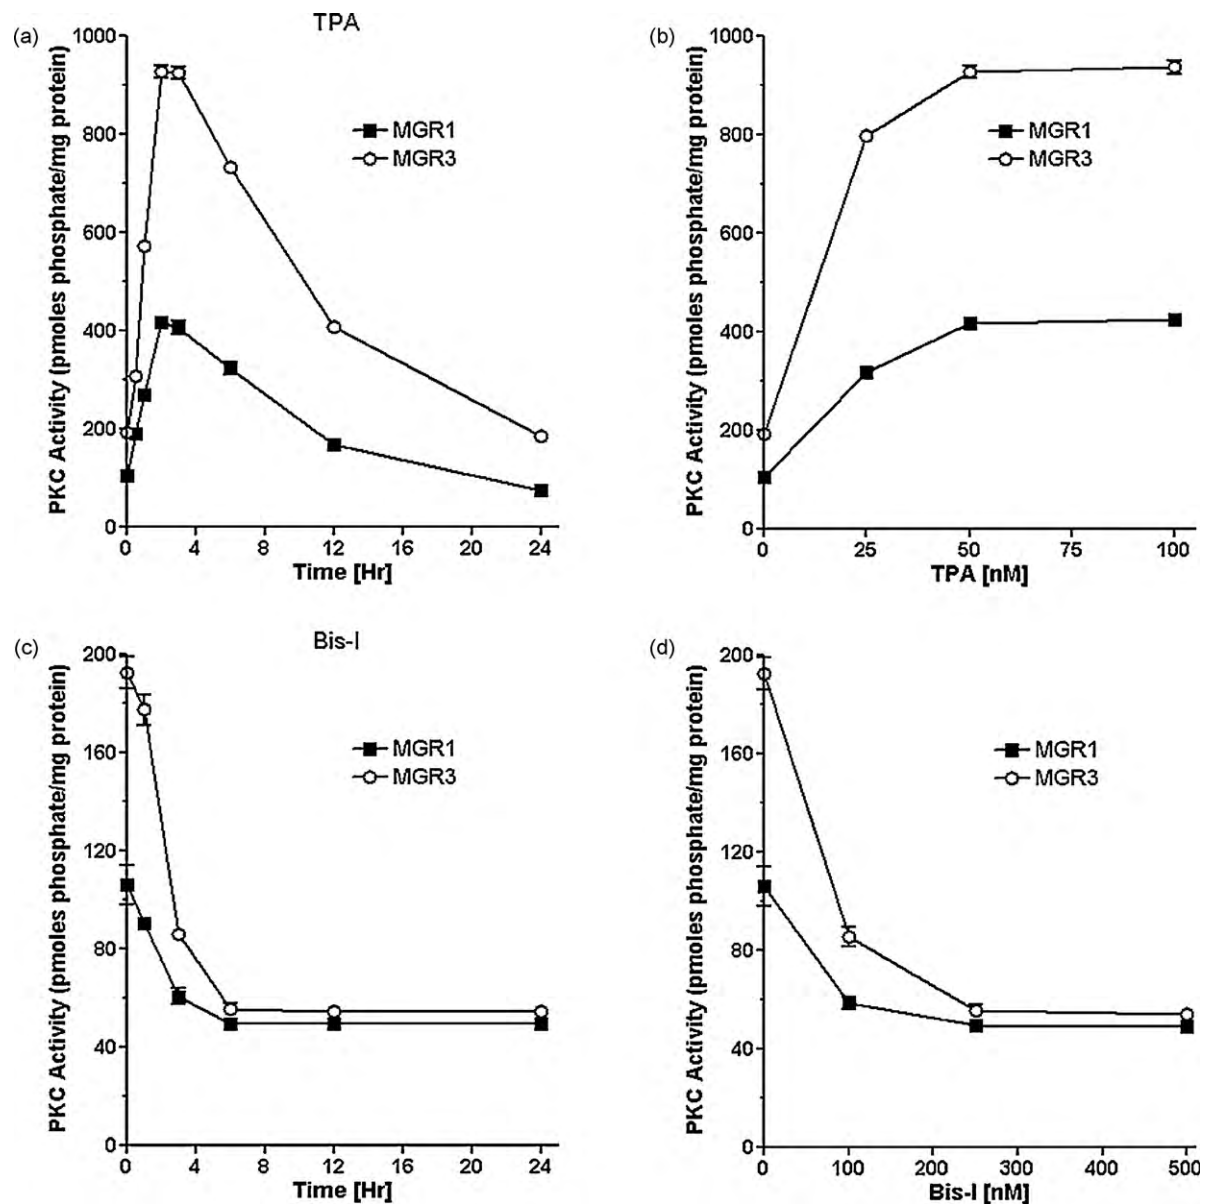 (a)
TPA
PKC Activity (pmoles phosphate/mg protein)
1000
800
600
400
200
0
MGR1
MGR3
0 4 8 12 16 20 24
Time [Hr]
(b)
PKC Activity (pmoles phosphate/mg protein)
1000
800
600
400
200
0
MGR1
MGR3
0 25 50 75 100
TPA [nM]
(c)
Bis-I
PKC Activity (pmoles phosphate/mg protein)
200
160
120
80
40
0
MGR1
MGR3
0 4 8 12 16 20 24
Time [Hr]
(d)
PKC Activity (pmoles phosphate/mg protein)
200
160
120
80
40
0
MGR1
MGR3
0 100 200 300 400 500
Bis-I [nM]